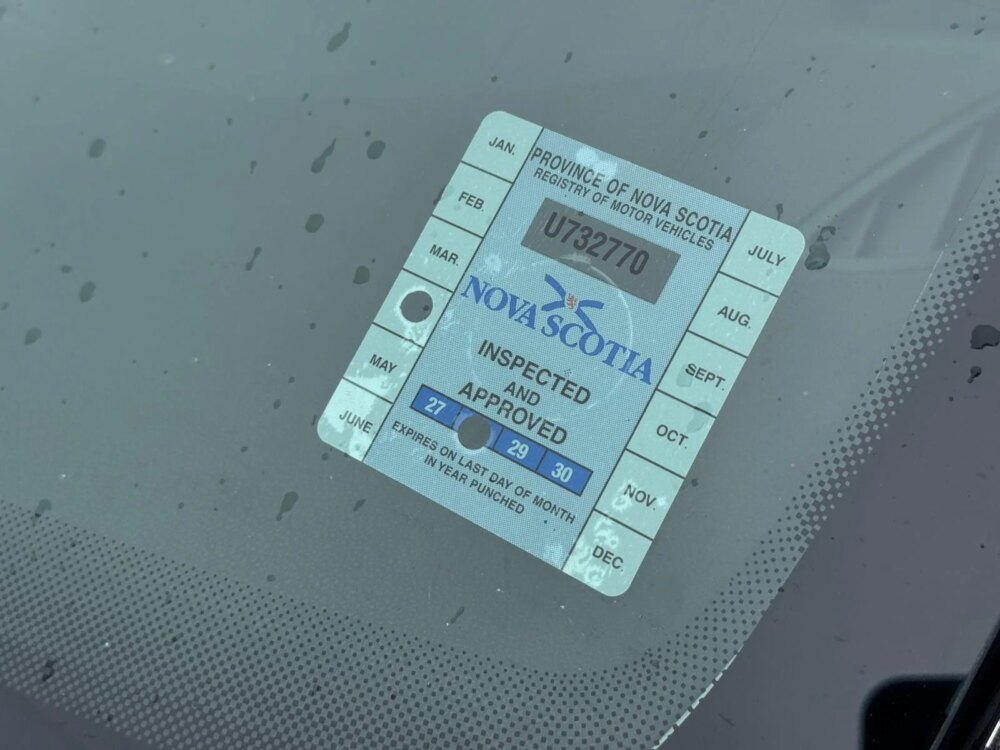 JAN.
FEB
MAR.
MAY
JUNE
PROVINCE OF NOVA SCOTIA
REGISTRY OF MOTOR VEHICLES
U732770
NOVA SCOTIA
INSPECTED
AND
APPROVED
27 29 30
EXPIRES ON LAST DAY OF MONTH
IN YEAR PUNCHED
JULY
AUG.
SEPT.
OCT.
NOV.
DEC.